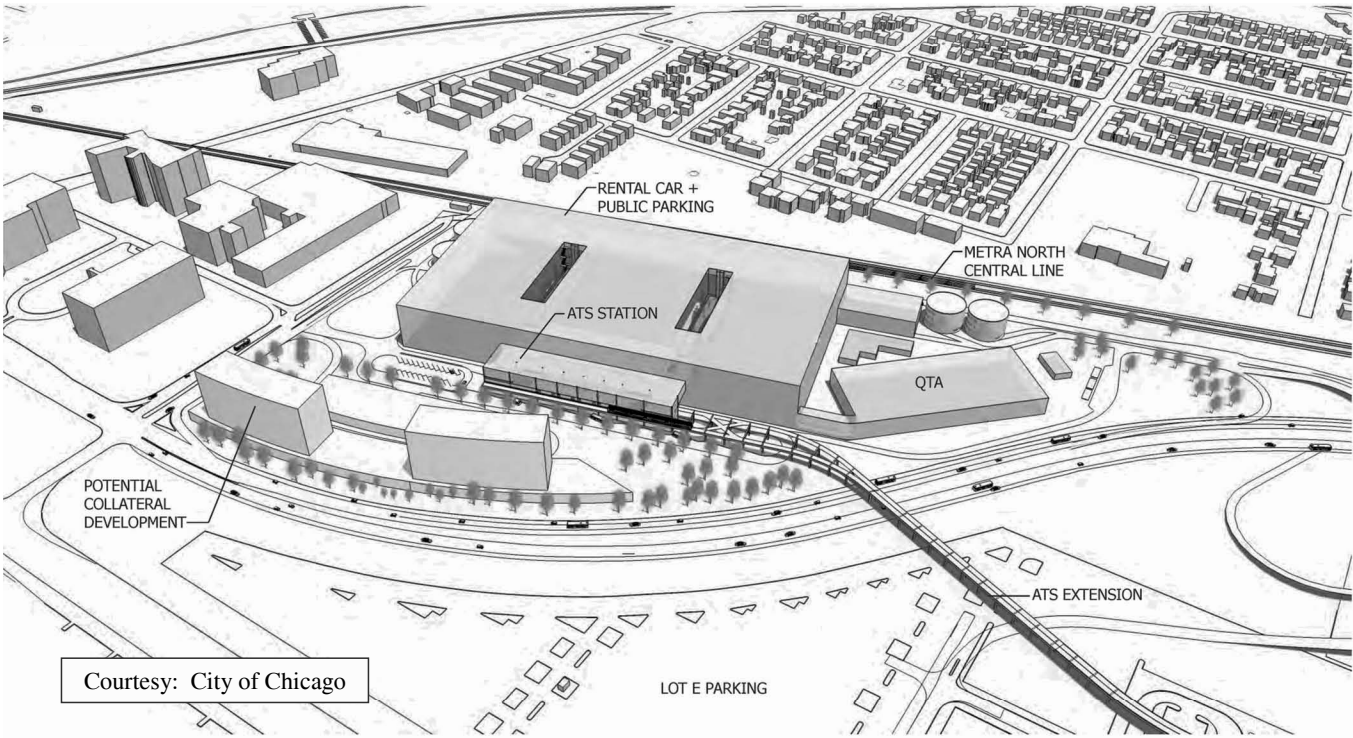 RENTAL CAR +
PUBLIC PARKING
METRA NORTH
CENTRAL LINE
ATS STATION
QTA
POTENTIAL
COLLATERAL
DEVELOPMENT
ATS EXTENSION
Courtesy: City of Chicago
LOT E PARKING